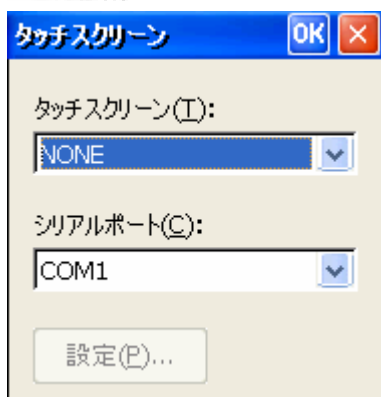 タッチスクリーン OK
タッチスクリーン(T):
NONE
シリアルポート(C):
COM1
設定(P)...